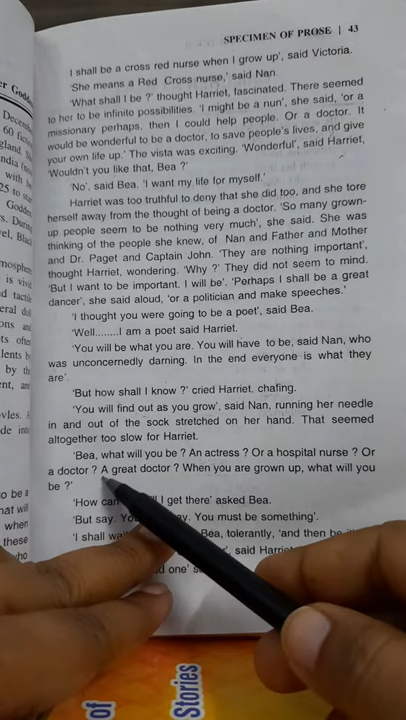 SPECIMEN OF PROSE | 43
I shall be a cross red nurse when I grow up', said Victoria.
'She means a Red Cross nurse,' said Nan.
'What shall I be ?' thought Harriet, fascinated. There seemed
to her to be infinite possibilities. 'I might be a nun', she said, 'or a
missionary perhaps, then I could help people. Or a doctor. It
would be wonderful to be a doctor, to save people's lives, and give
your own life up.' The vista was exciting. 'Wonderful', said Harriet,
'Wouldn't you like that, Bea ?'
'No', said Bea. 'I want my life for myself.'
Harriet was too truthful to deny that she did too, and she tore
herself away from the thought of being a doctor. 'So many grown-
up people seem to be nothing very much', she said. She was
thinking of the people she knew, of Nan and Father and Mother
and Dr. Paget and Captain John. 'They are nothing important',
thought Harriet, wondering. 'Why ?' They did not seem to mind.
'But I want to be important. I will be'. 'Perhaps I shall be a great
dancer', she said aloud, 'or a politician and make speeches.'
'I thought you were going to be a poet', said Bea.
'Well........I am a poet said Harriet.
'You will be what you are. You will have to be, said Nan, who
was unconcernedly darning. In the end everyone is what they
are'.
'But how shall I know ?' cried Harriet, chafing.
'You will find out as you grow', said Nan, running her needle
in and out of the sock stretched on her hand. That seemed
altogether too slow for Harriet.
'Bea, what will you be ? An actress ? Or a hospital nurse ? Or
a doctor ? A great doctor ? When you are grown up, what will you
be ?'
'How can I get there' asked Bea.
'But say. You must be something'.
'I shall Bea, tolerantly, 'and then be
said Harriet
one'
of
Stories